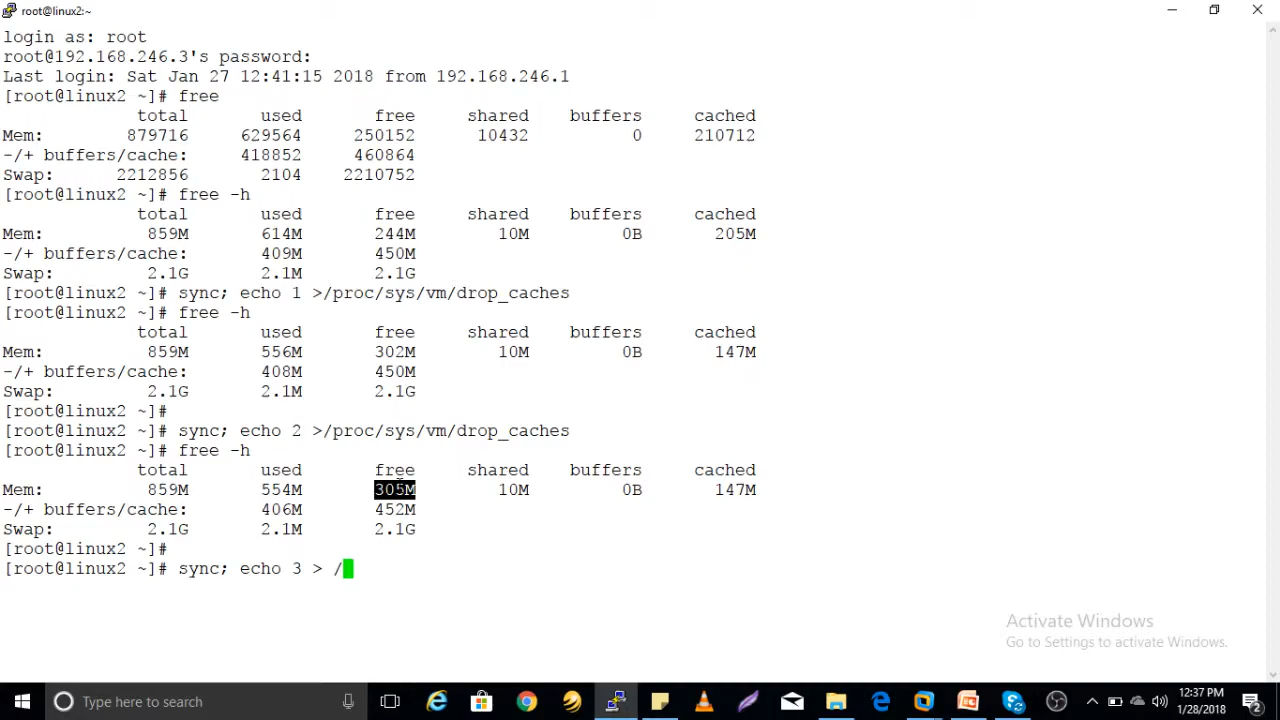 root@linux2:~
login as: root
root@192.168.246.3's password:
Last login: Sat Jan 27 12:41:15 2018 from 192.168.246.1
[root@linux2 ~]# free
total used free shared buffers cached
Mem: 879716 629564 250152 10432 0 210712
-/+ buffers/cache: 418852 460864
Swap: 2212856 2104 2210752
[root@linux2 ~]# free -h
total used free shared buffers cached
Mem: 859M 614M 244M 10M 0B 205M
-/+ buffers/cache: 409M 450M
Swap: 2.1G 2.1M 2.1G
[root@linux2 ~]# sync; echo 1 >/proc/sys/vm/drop_caches
[root@linux2 ~]# free -h
total used free shared buffers cached
Mem: 859M 556M 302M 10M 0B 147M
-/+ buffers/cache: 408M 450M
Swap: 2.1G 2.1M 2.1G
[root@linux2 ~]#
[root@linux2 ~]# sync; echo 2 >/proc/sys/vm/drop_caches
[root@linux2 ~]# free -h
total used free shared buffers cached
Mem: 859M 554M 305M 10M 0B 147M
-/+ buffers/cache: 406M 452M
Swap: 2.1G 2.1M 2.1G
[root@linux2 ~]#
[root@linux2 ~]# sync; echo 3 > /
Activate Windows
Go to Settings to activate Windows.
Type here to search
12:37 PM
1/28/2018
2